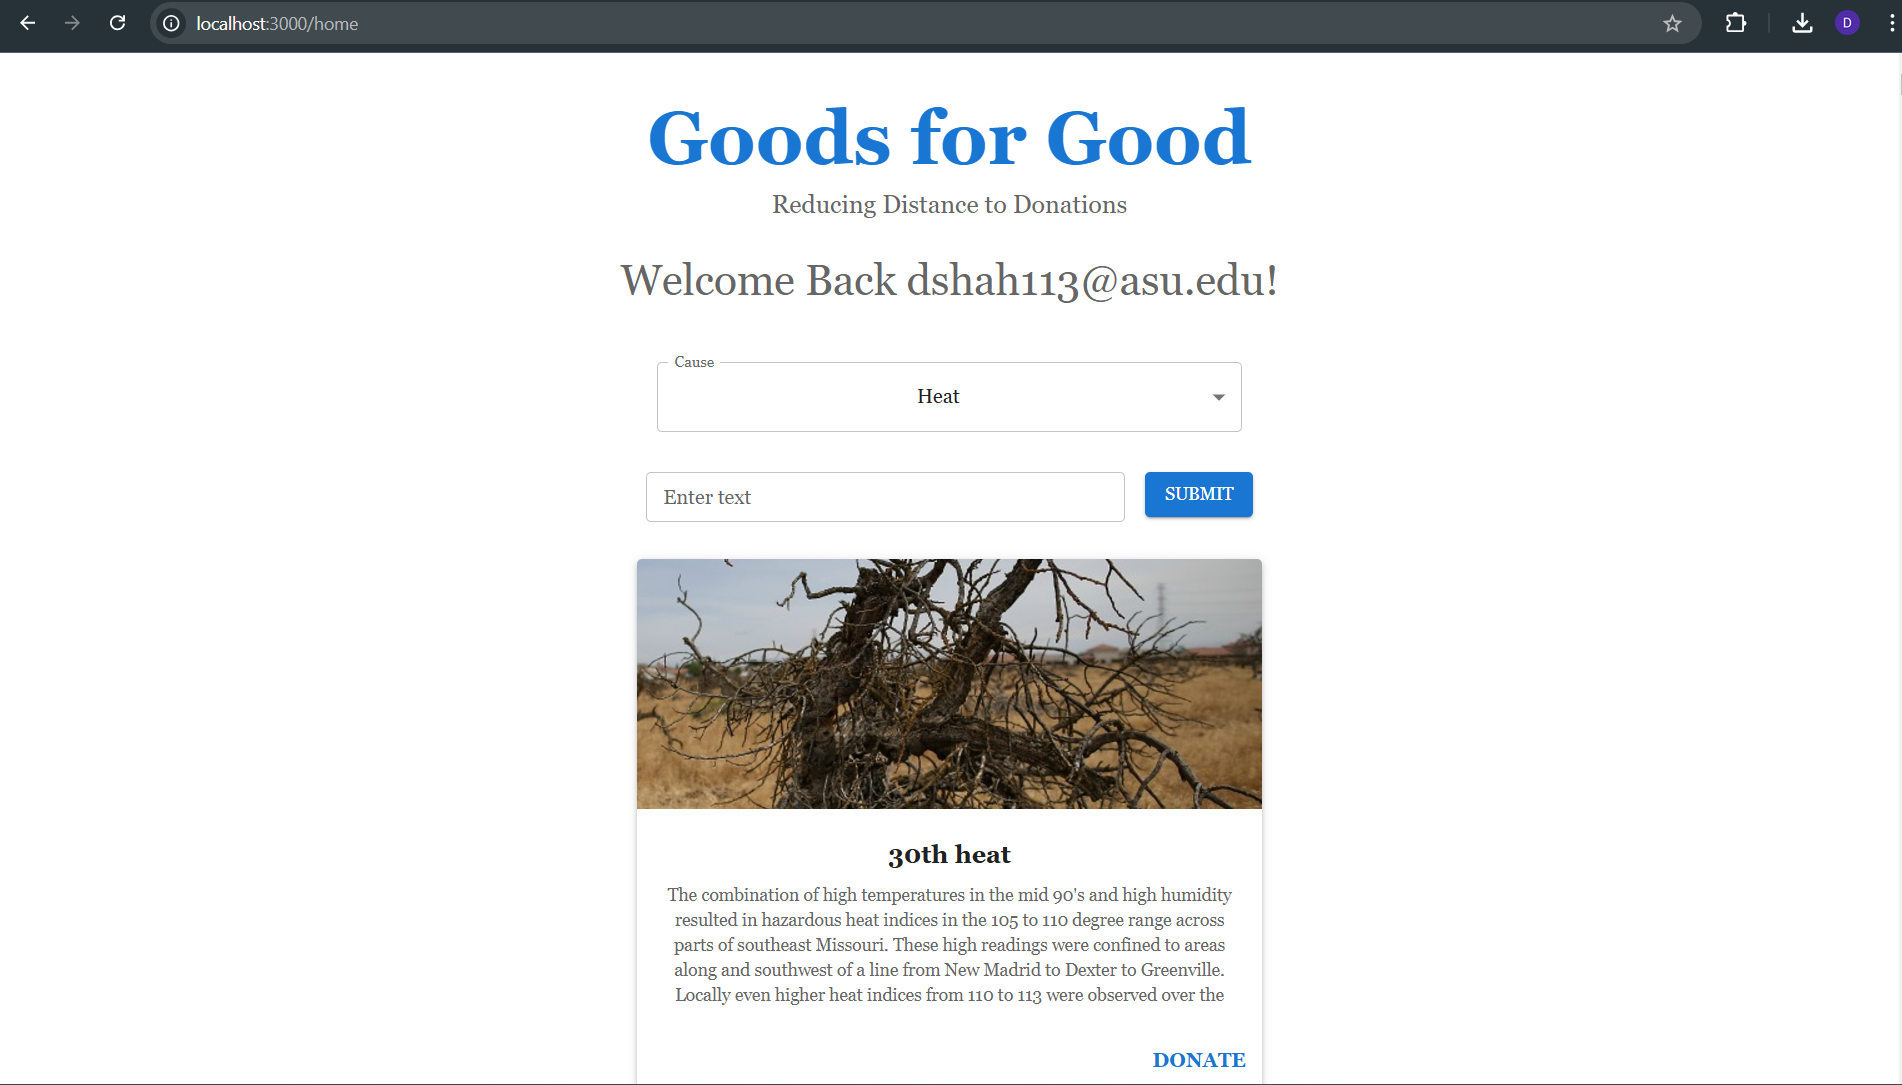 localhost:3000/home
D
Goods for Good
Reducing Distance to Donations
Welcome Back dshah113@asu.edu!
Cause
Heat
Enter text
SUBMIT
30th heat
The combination of high temperatures in the mid 90's and high humidity
resulted in hazardous heat indices in the 105 to 110 degree range across
parts of southeast Missouri. These high readings were confined to areas
along and southwest of a line from New Madrid to Dexter to Greenville.
Locally even higher heat indices from 110 to 113 were observed over the
DONATE